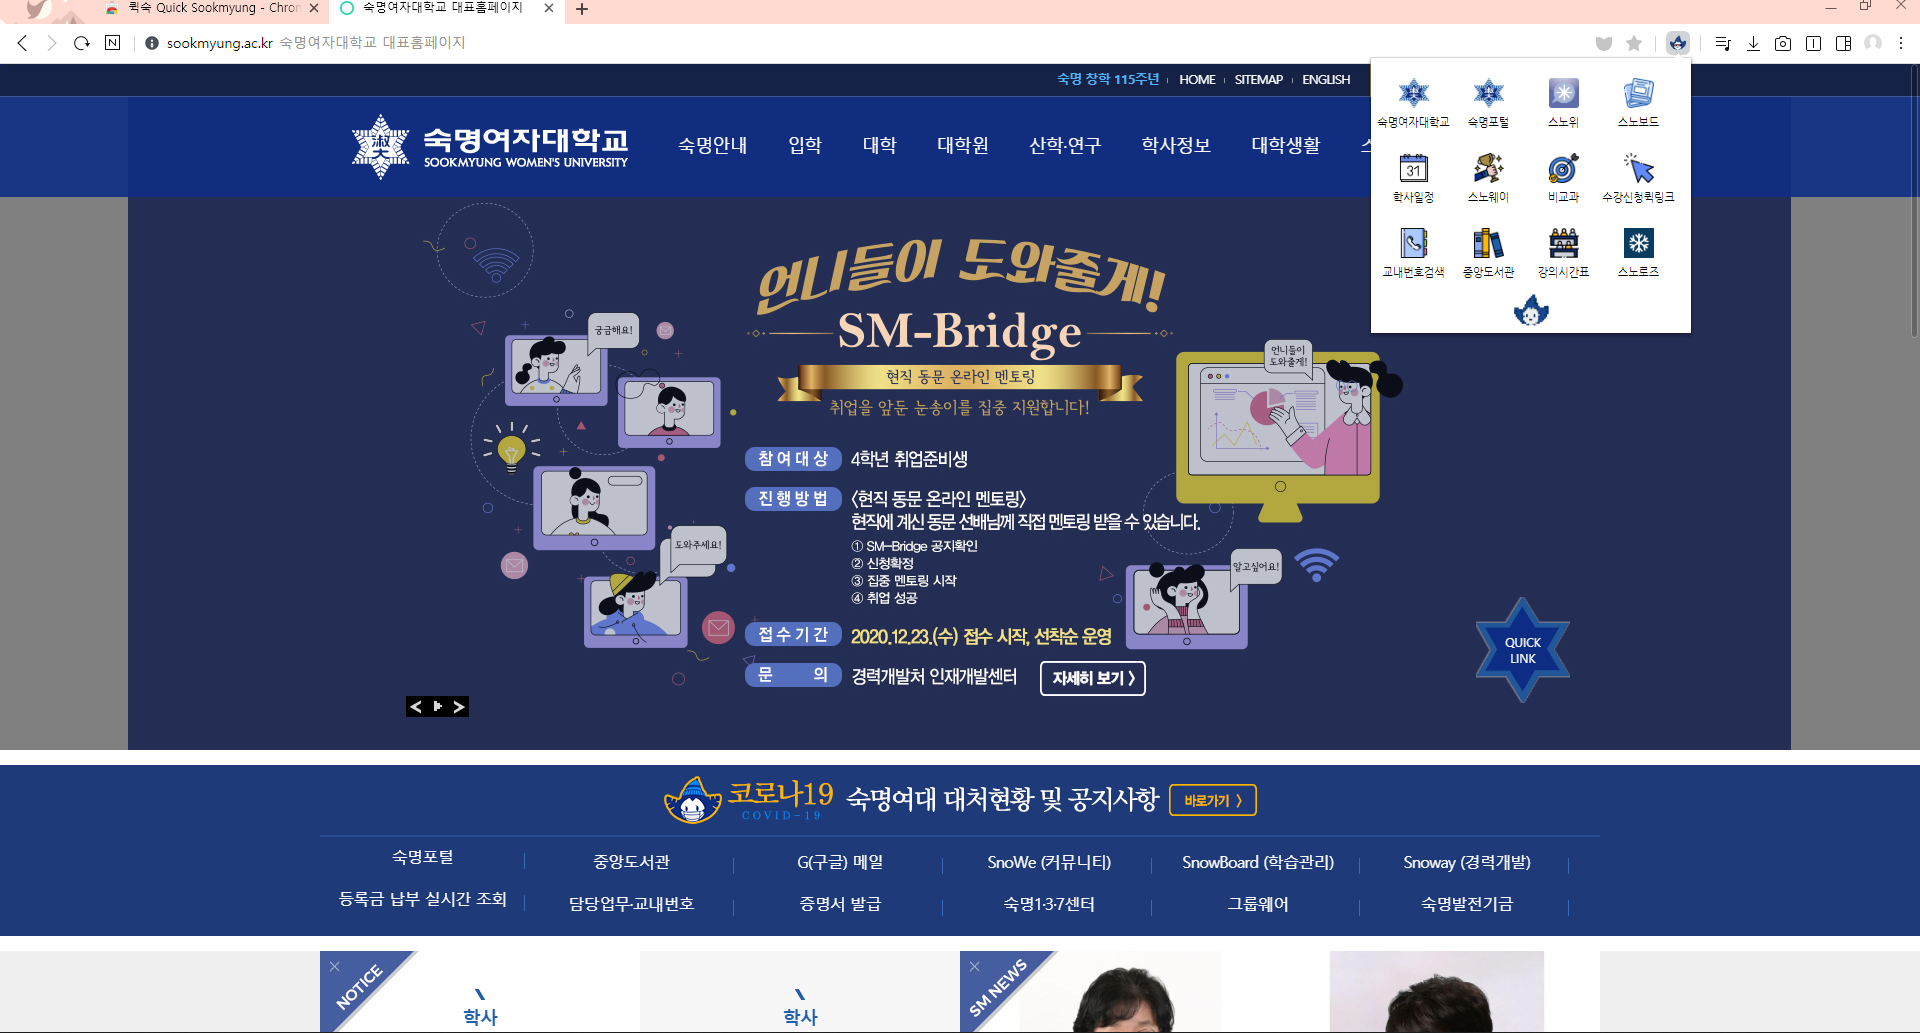 퀵숙 Quick Sookmyung - Chron
숙명여자대학교 대표홈페이지
sookmyung.ac.kr 숙명여자대학교 대표홈페이지
숙명 창학 115주년
HOME
SITEMAP
ENGLISH
숙명여자대학교
SOOKMYUNG WOMEN'S UNIVERSITY
숙명안내
입학
대학
대학원
산학·연구
학사정보
대학생활
숙명여자대학교
숙명포털
스노위
스노보드
31
학사일정
스노웨이
비교과
수강신청퀵링크
교내번호검색
중앙도서관
강의시간표
스노로즈
언니들이 도와줄게!
SM-Bridge
현직 동문 온라인 멘토링
취업을 앞둔 눈송이를 집중 지원합니다!
궁금해요!
언니들이
도와줄게!
참여대상 4학년 취업준비생
진행방법 <현직 동문 온라인 멘토링>
현직에 계신 동문 선배님께 직접 멘토링 받을 수 있습니다.
① SM-Bridge 공지확인
② 신청확정
③ 집중 멘토링 시작
④ 취업 성공
도와주세요!
알고싶어요!
접수기간 2020.12.23.(수) 접수 시작, 선착순 운영
문 의 경력개발처 인재개발센터
자세히 보기 >
QUICK
LINK
코로나19
COVID-19
숙명여대 대처현황 및 공지사항
바로가기 >
숙명포털
중앙도서관
G(구글) 메일
SnoWe (커뮤니티)
SnowBoard (학습관리)
Snoway (경력개발)
등록금 납부 실시간 조회
담당업무·교내번호
증명서 발급
숙명1·3·7센터
그룹웨어
숙명발전기금
NOTICE
학사
학사
SM NEWS